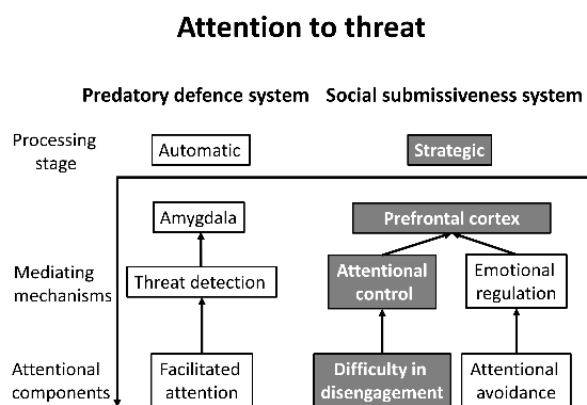 Attention to threat
Predatory defence system
Social submissiveness system
Processing
stage
Automatic
Strategic
Amygdala
Prefrontal cortex
Mediating
mechanisms
Threat detection
Attentional
control
Emotional
regulation
Attentional
components
Facilitated
attention
Difficulty in
disengagement
Attentional
avoidance